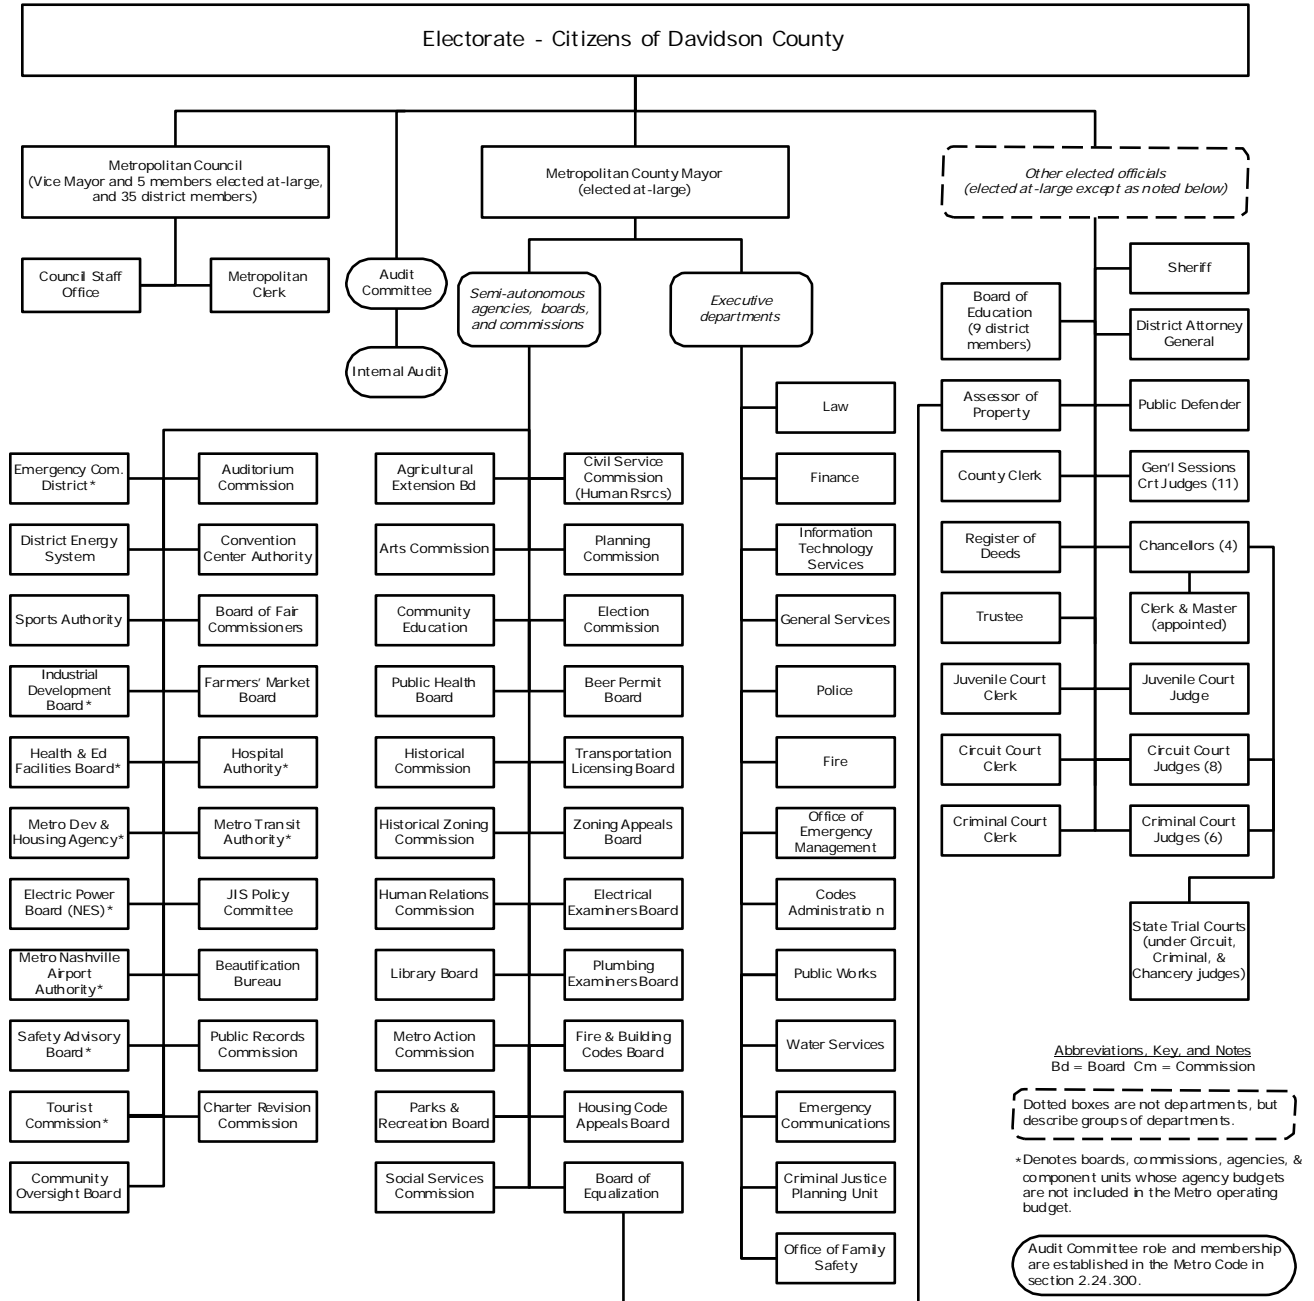 Electorate - Citizens of Davidson County
Metropolitan Council
(Vice Mayor and 5 members elected at-large,
and 35 district members)
Metropolitan County Mayor
(elected at-large)
Other elected officials
(elected at-large except as noted below)
Council Staff
Office
Metropolitan
Clerk
Audit
Committee
Internal Audit
Semi-autonomous
agencies, boards,
and commissions
Executive
departments
Emergency Com.
District*
Auditorium
Commission
District Energy
System
Convention
Center Authority
Sports Authority
Board of Fair
Commissioners
Industrial
Development
Board*
Farmers' Market
Board
Health & Ed
Facilities Board*
Hospital
Authority*
Metro Dev &
Housing Agency*
Metro Transit
Authority*
Electric Power
Board (NES)*
JIS Policy
Committee
Metro Nashville
Airport
Authority*
Beautification
Bureau
Safety Advisory
Board*
Public Records
Commission
Tourist
Commission*
Charter Revision
Commission
Community
Oversight Board
Agricultural
Extension Bd
Civil Service
Commission
(Human Rsrcs)
Arts Commission
Planning
Commission
Community
Education
Election
Commission
Public Health
Board
Beer Permit
Board
Historical
Commission
Transportation
Licensing Board
Historical Zoning
Commission
Zoning Appeals
Board
Human Relations
Commission
Electrical
Examiners Board
Library Board
Plumbing
Examiners Board
Metro Action
Commission
Fire & Building
Codes Board
Parks &
Recreation Board
Housing Code
Appeals Board
Social Services
Commission
Board of
Equalization
Law
Finance
Information
Technology
Services
General Services
Police
Fire
Office of
Emergency
Management
Codes
Administration
Public Works
Water Services
Emergency
Communications
Criminal Justice
Planning Unit
Office of Family
Safety
Sheriff
Board of
Education
(9 district
members)
District Attorney
General
Assessor of
Property
Public Defender
County Clerk
Gen'l Sessions
Crt Judges (11)
Register of
Deeds
Chancellors (4)
Trustee
Clerk & Master
(appointed)
Juvenile Court
Clerk
Juvenile Court
Judge
Circuit Court
Clerk
Circuit Court
Judges (8)
Criminal Court
Clerk
Criminal Court
Judges (6)
State Trial Courts
(under Circuit,
Criminal, &
Chancery judges)
Abbreviations, Key, and Notes
Bd = Board Cm = Commission
Dotted boxes are not departments, but
describe groups of departments.
*Denotes boards, commissions, agencies, &
component units whose agency budgets
are not included in the Metro operating
budget.
Audit Committee role and membership
are established in the Metro Code in
section 2.24.300.